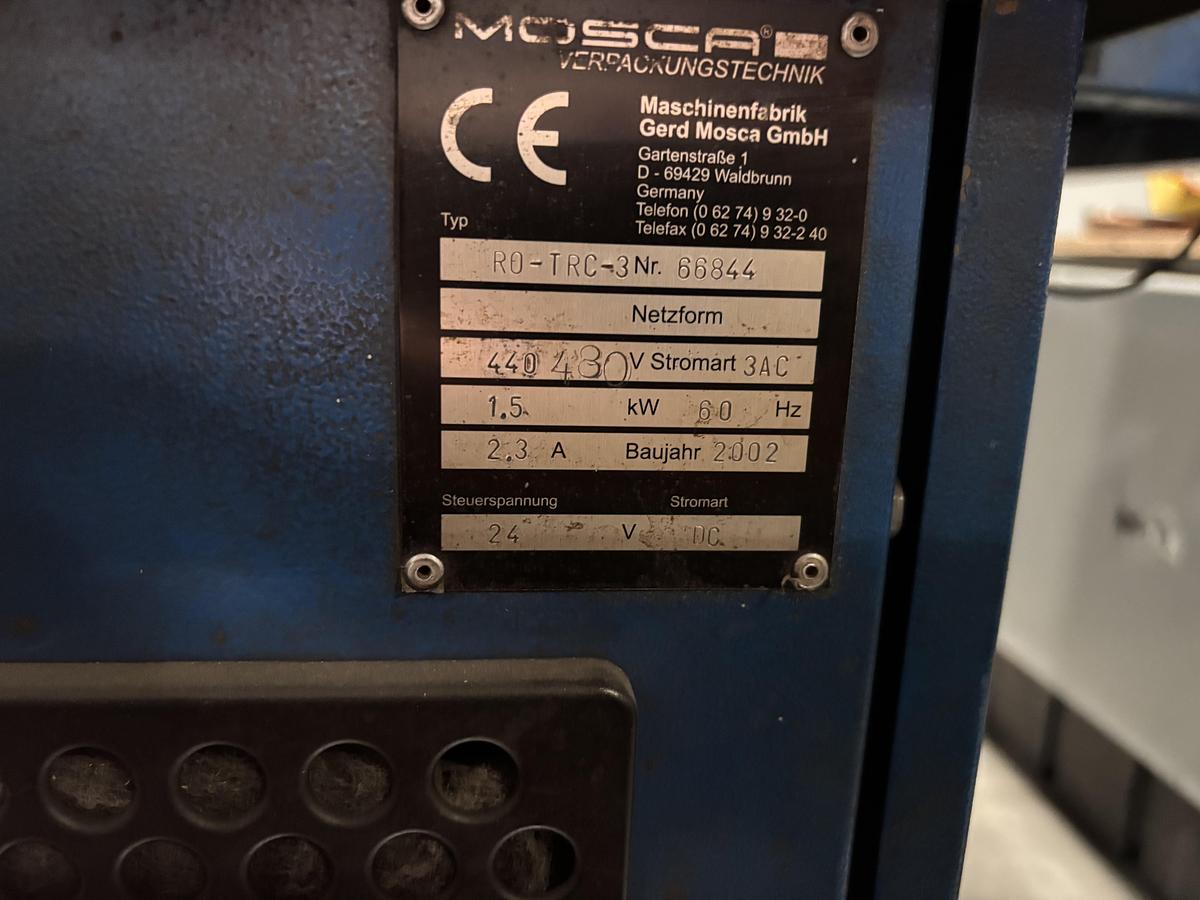 MOSCA®
VERPACKUNGSTECHNIK
CE
Maschinenfabrik
Gerd Mosca GmbH
Gartenstraße 1
D - 69429 Waldbrunn
Germany
Telefon (0 62 74) 9 32-0
Telefax (0 62 74) 9 32-2 40
Typ
RO-TRC-3 Nr. 66844
Netzform
440 480 V Stromart 3AC
1.5 kW 60 Hz
2.3 A Baujahr 2002
Steuerspannung Stromart
24 V DC